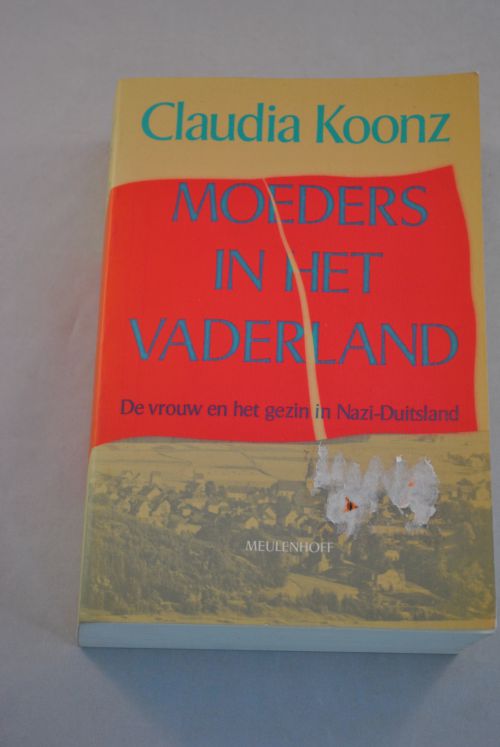 Claudia Koonz
MOEDERS
IN HET
VADERLAND
De vrouw en het gezin in Nazi-Duitsland
MEULENHOFF